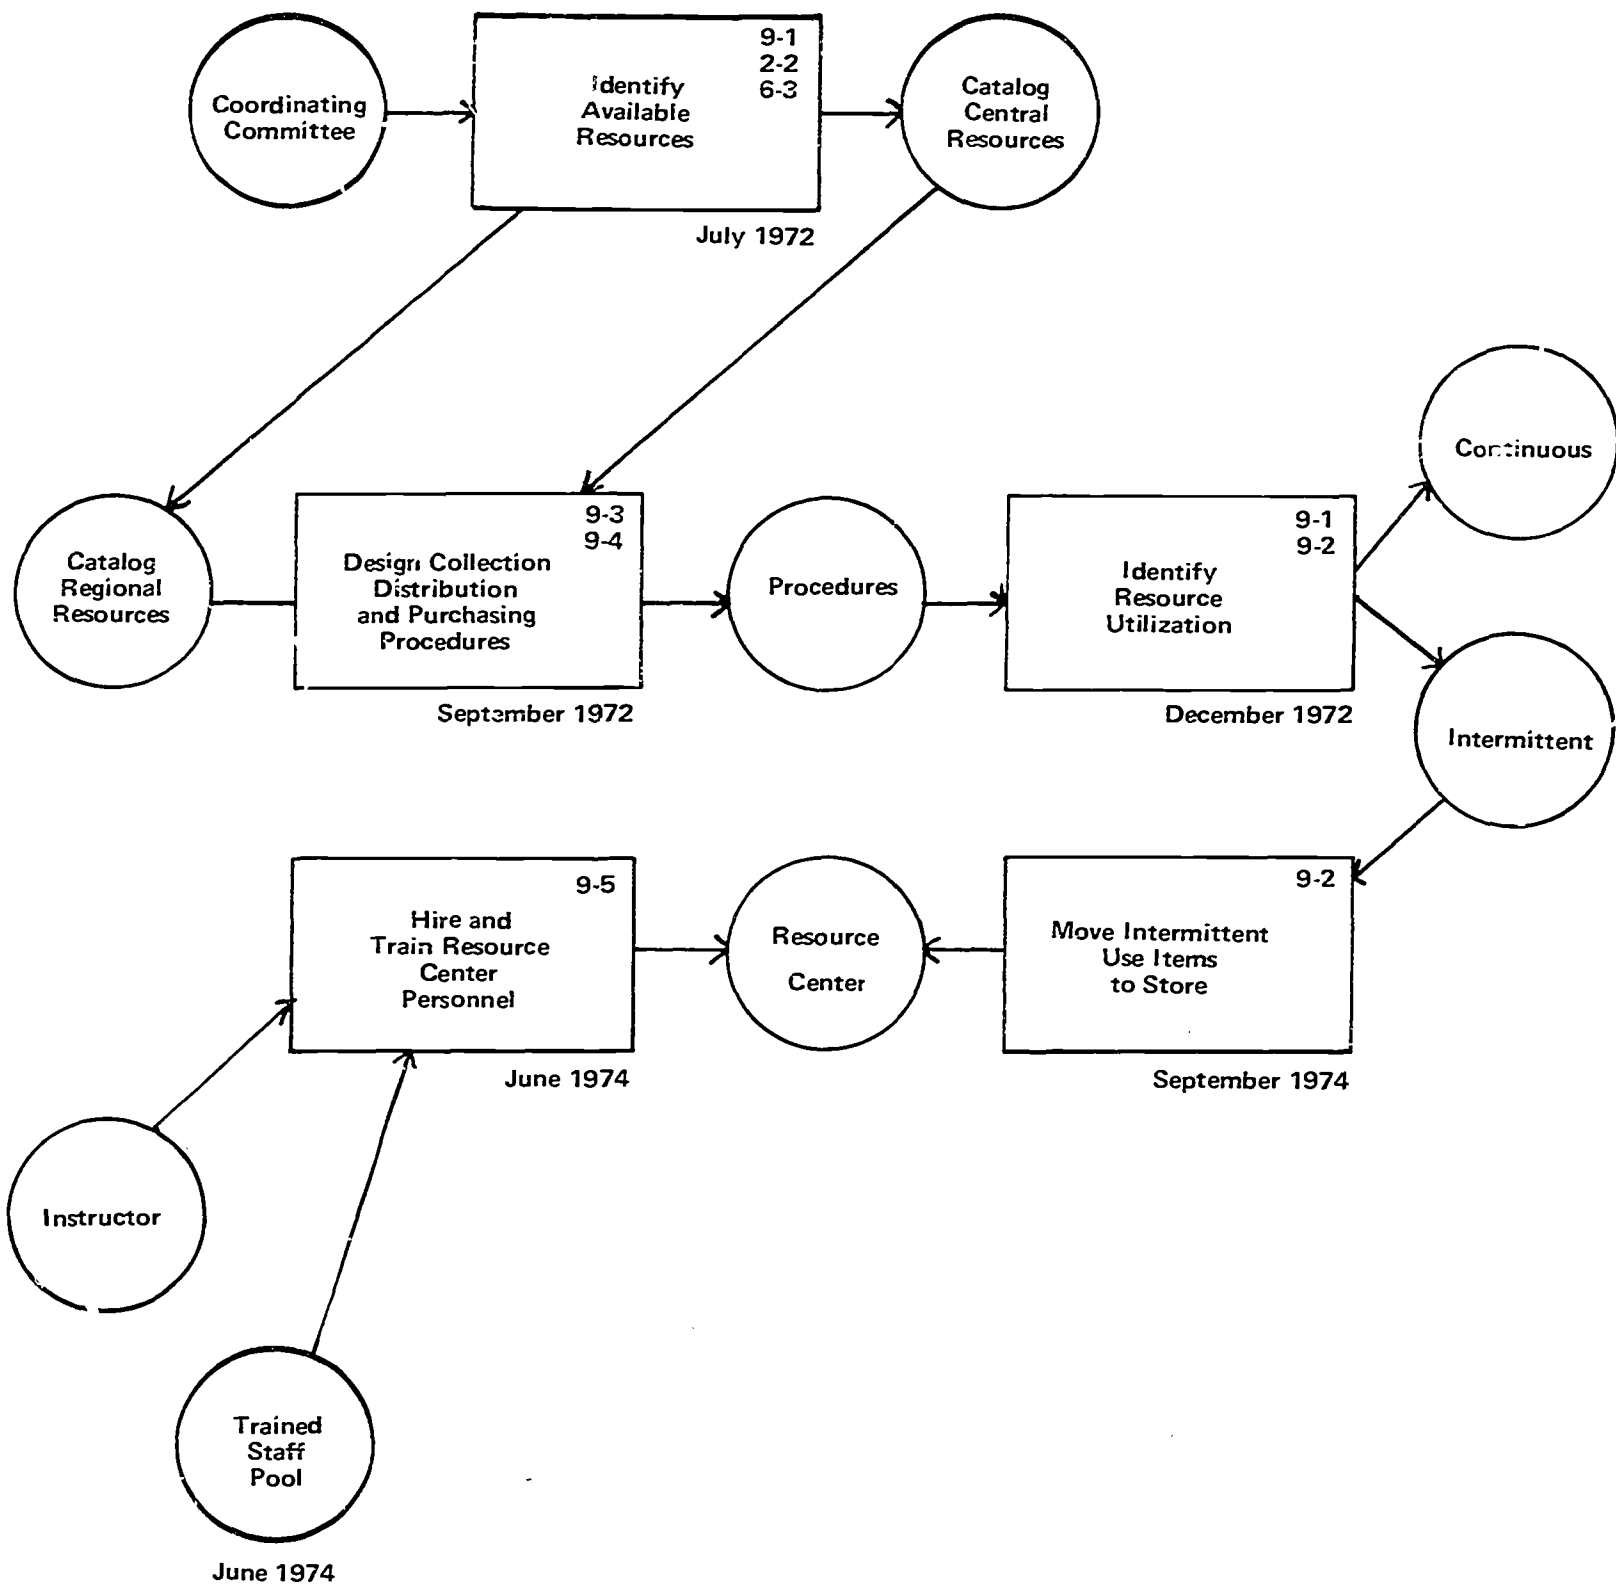 Coordinating
Committee
9-1
2-2
6-3
Identify
Available
Resources
July 1972
Catalog
Central
Resources
Catalog
Regional
Resources
9-3
9-4
Design Collection
Distribution
and Purchasing
Procedures
September 1972
Procedures
9-1
9-2
Identify
Resource
Utilization
December 1972
Continuous
Intermittent
9-5
Hire and
Train Resource
Center
Personnel
June 1974
Resource
Center
9-2
Move Intermittent
Use Items
to Store
September 1974
Instructor
Trained
Staff
Pool
June 1974